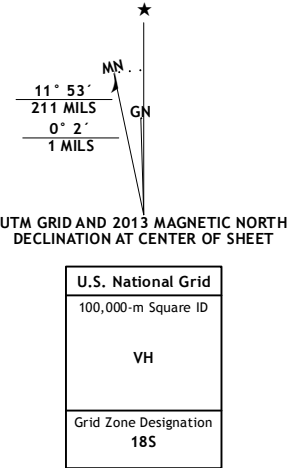 ★
MN
11° 53´
211 MILS
GN
0° 2´
1 MILS
UTM GRID AND 2013 MAGNETIC NORTH
DECLINATION AT CENTER OF SHEET
U.S. National Grid
100,000-m Square ID
VH
Grid Zone Designation
18S